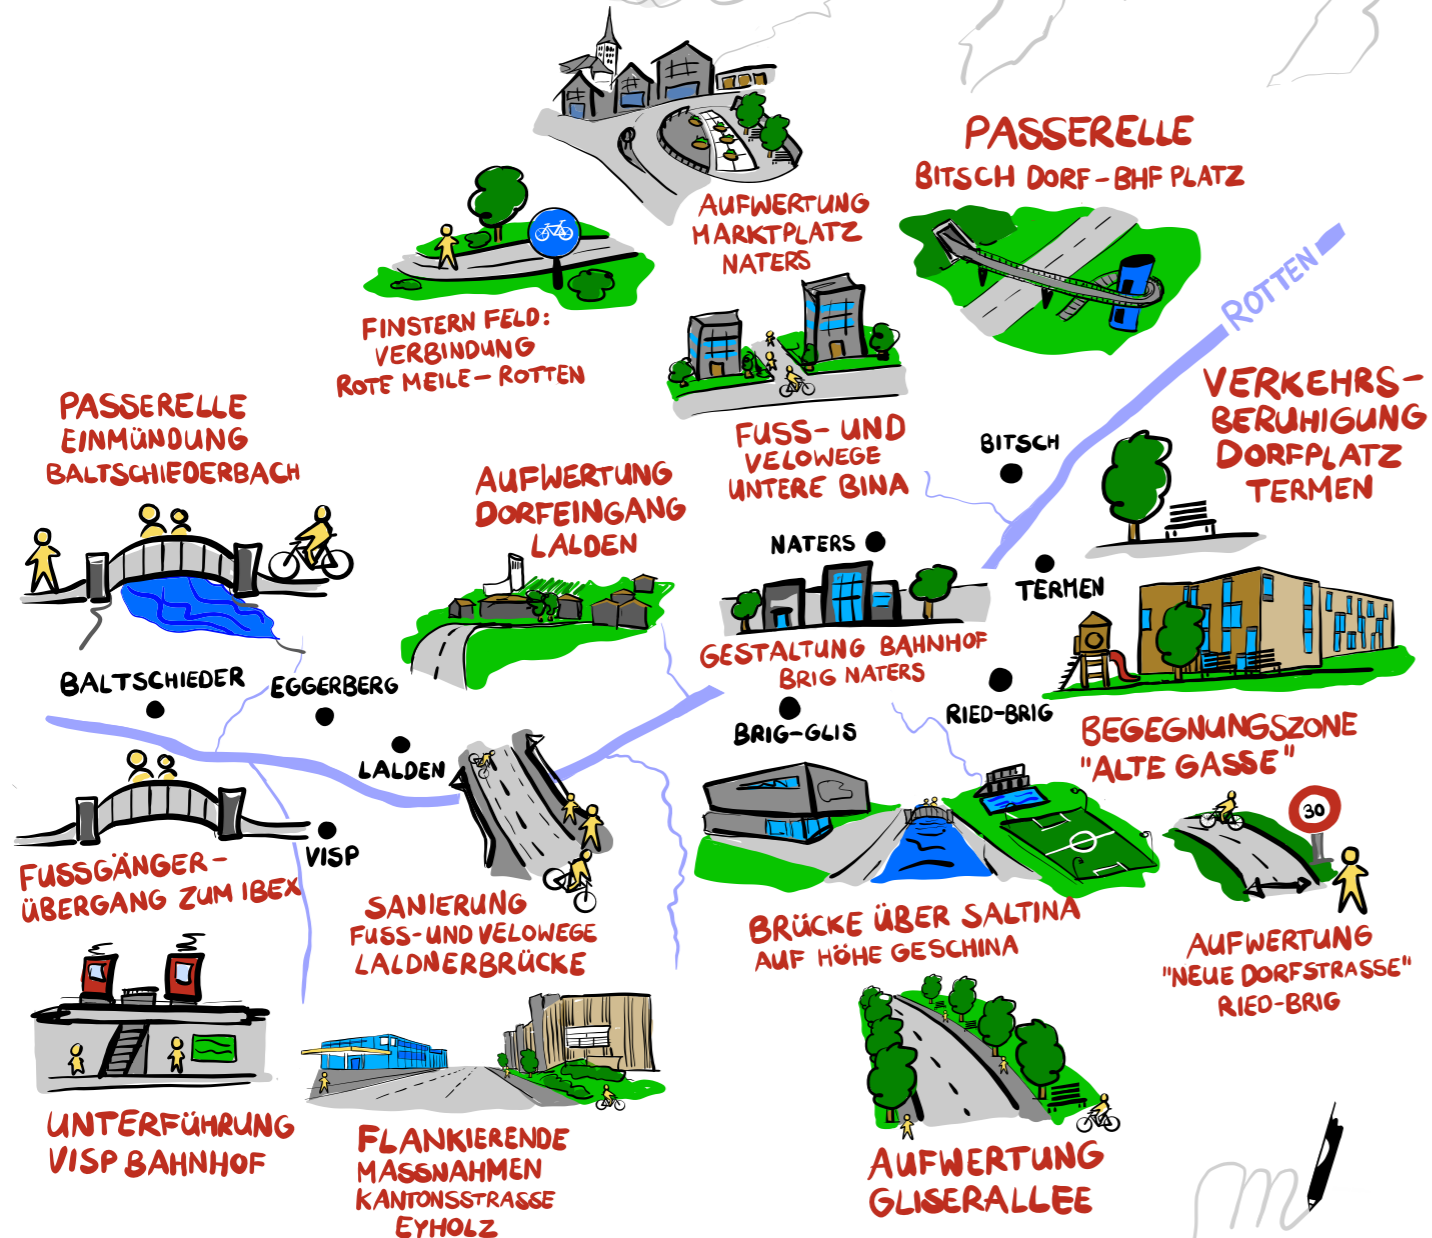 PASSERELLE
BITSCH DORF-BHF PLATZ
AUFWERTUNG
MARKTPLATZ
NATERS
ROTTEN
FINSTERN FELD:
VERBINDUNG
ROTE MEILE-ROTTEN
VERKEHRS-
BERUHIGUNG
DORFPLATZ
TERMEN
PASSERELLE
EINMÜNDUNG
BALTSCHIEDERBACH
FUSS- UND
VELOWEGE
UNTERE BINA
BITSCH
AUFWERTUNG
DORFEINGANG
LALDEN
NATERS
TERMEN
GESTALTUNG BAHNHOF
BRIG NATERS
BALTSCHIEDER
EGGERBERG
RIED-BRIG
BRIG-GLIS
BEGEGNUNGSZONE
"ALTE GASSE"
LALDEN
30
VISP
FUSSGÄNGER-
ÜBERGANG ZUM IBEX
SANIERUNG
FUSS-UND VELOWEGE
LALDNERBRÜCKE
BRÜCKE ÜBER SALTINA
AUF HÖHE GESCHINA
AUFWERTUNG
"NEUE DORFSTRASSE"
RIED-BRIG
UNTERFÜHRUNG
VISP BAHNHOF
FLANKIERENDE
MASSNAHMEN
KANTONSSTRASSE
EYHOLZ
AUFWERTUNG
GLISERALLEE